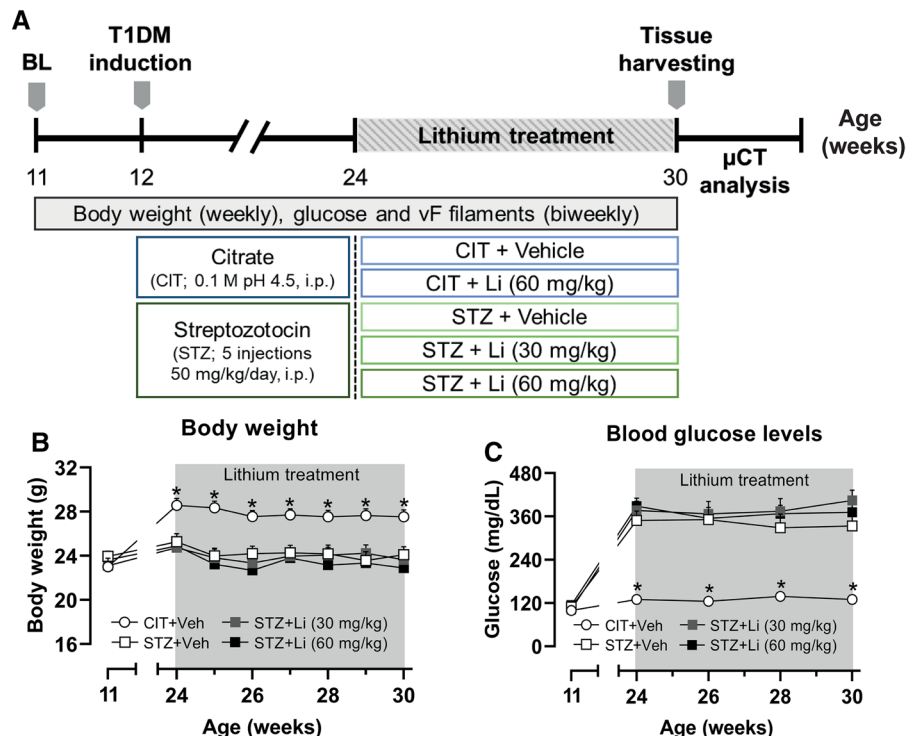 A
BL
T1DM
induction
Tissue
harvesting
Lithium treatment
Age
(weeks)
11
12
24
30
µCT
analysis
Body weight (weekly), glucose and vF filaments (biweekly)
Citrate
(CIT; 0.1 M pH 4.5, i.p.)
Streptozotocin
(STZ; 5 injections
50 mg/kg/day, i.p.)
CIT + Vehicle
CIT + Li (60 mg/kg)
STZ + Vehicle
STZ + Li (30 mg/kg)
STZ + Li (60 mg/kg)
B
Body weight
Body weight (g)
32
28
24
20
16
Lithium treatment
* * * * * * *
CIT+Veh
STZ+Veh
STZ+Li (30 mg/kg)
STZ+Li (60 mg/kg)
11 24 26 28 30
Age (weeks)
C
Blood glucose levels
Glucose (mg/dL)
480
360
240
120
0
Lithium treatment
* * * *
CIT+Veh
STZ+Veh
STZ+Li (30 mg/kg)
STZ+Li (60 mg/kg)
11 24 26 28 30
Age (weeks)